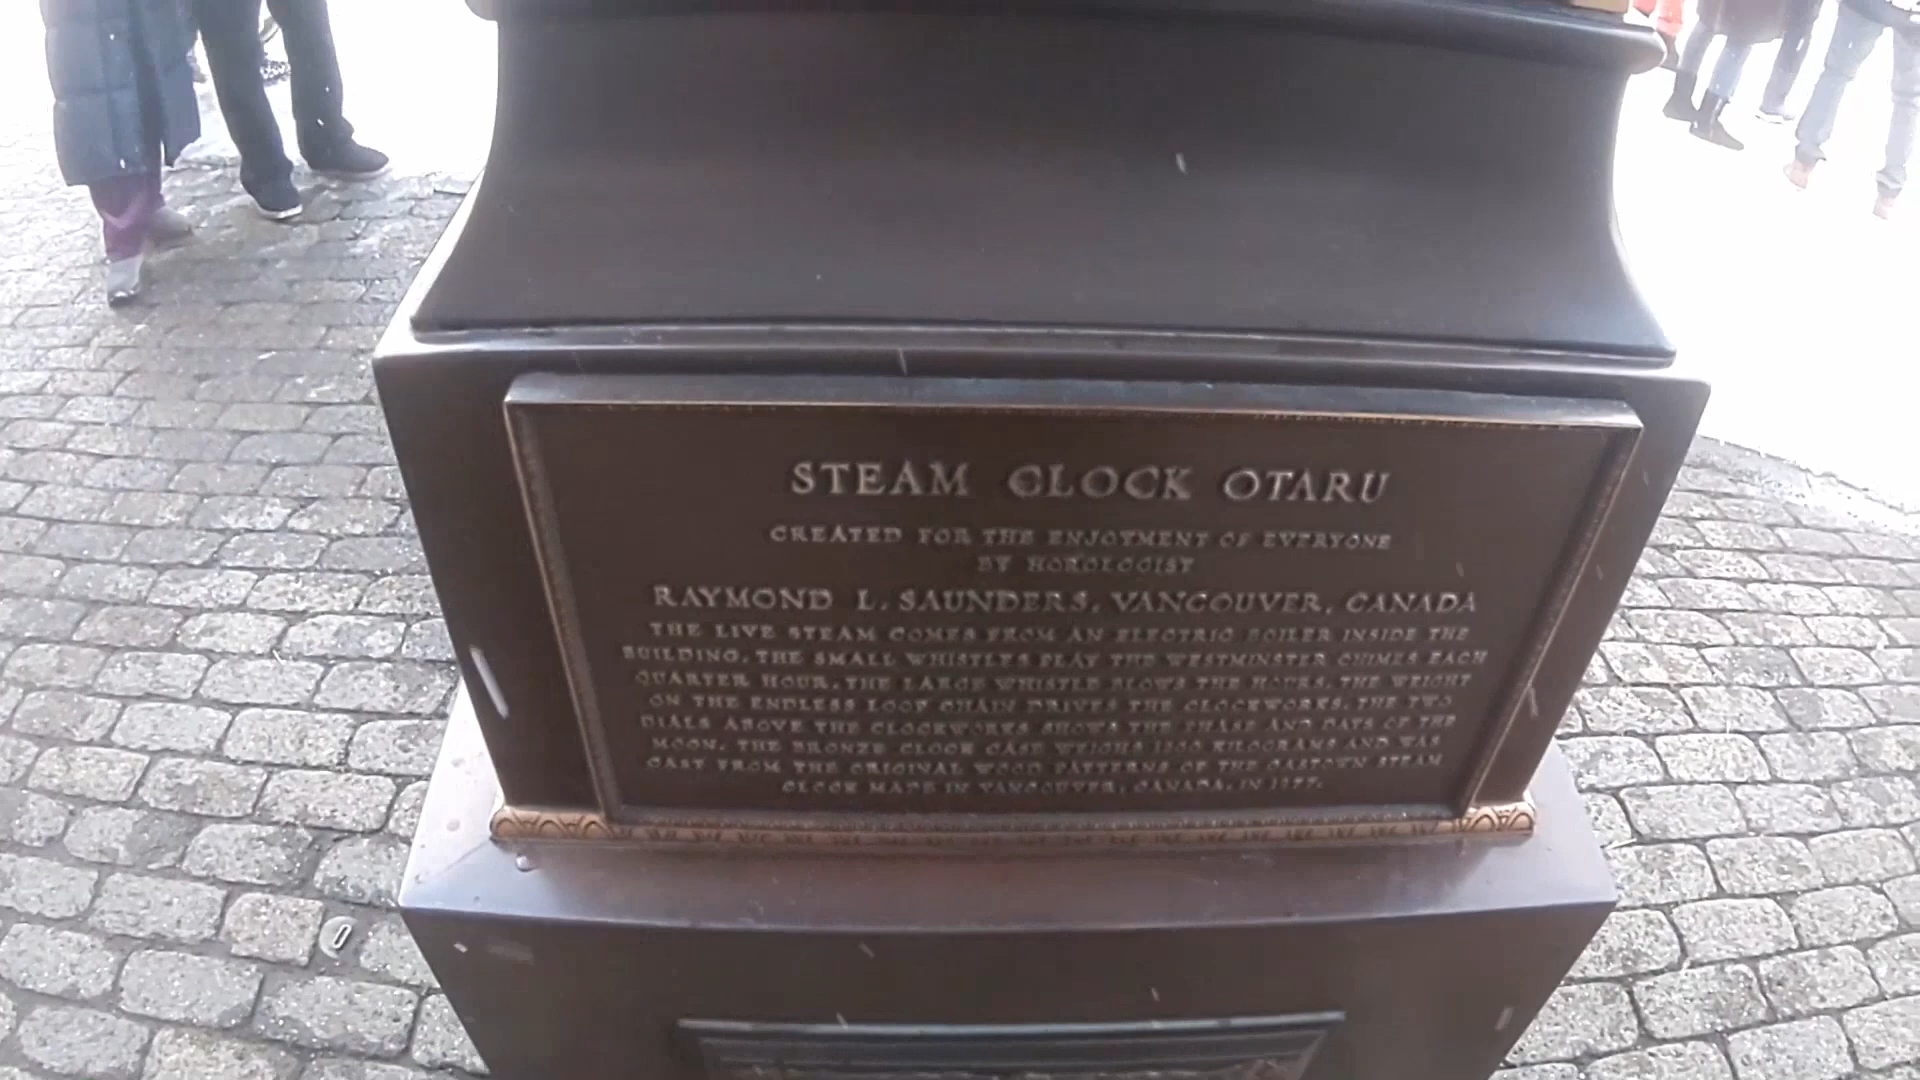 STEAM CLOCK OTARU
CREATED FOR THE ENJOYMENT OF EVERYONE
BY HOROLOGIST
RAYMOND L. SAUNDERS, VANCOUVER, CANADA
THE LIVE STEAM COMES FROM AN ELECTRIC BOILER INSIDE THE
BUILDING. THE SMALL WHISTLES PLAY THE WESTMINSTER CHIMES EACH
QUARTER HOUR. THE LARGE WHISTLE BLOWS THE HOURS. THE WEIGHT
ON THE ENDLESS LOOP CHAIN DRIVES THE CLOCKWORKS. THE TWO
DIALS ABOVE THE CLOCKWORKS SHOWS THE PHASE AND DAYS OF THE
MOON. THE BRONZE CLOCK CASE WEIGHS 1500 KILOGRAMS AND WAS
CAST FROM THE ORIGINAL WOOD PATTERNS OF THE GASTOWN STEAM
CLOCK MADE IN VANCOUVER, CANADA, IN 1977.